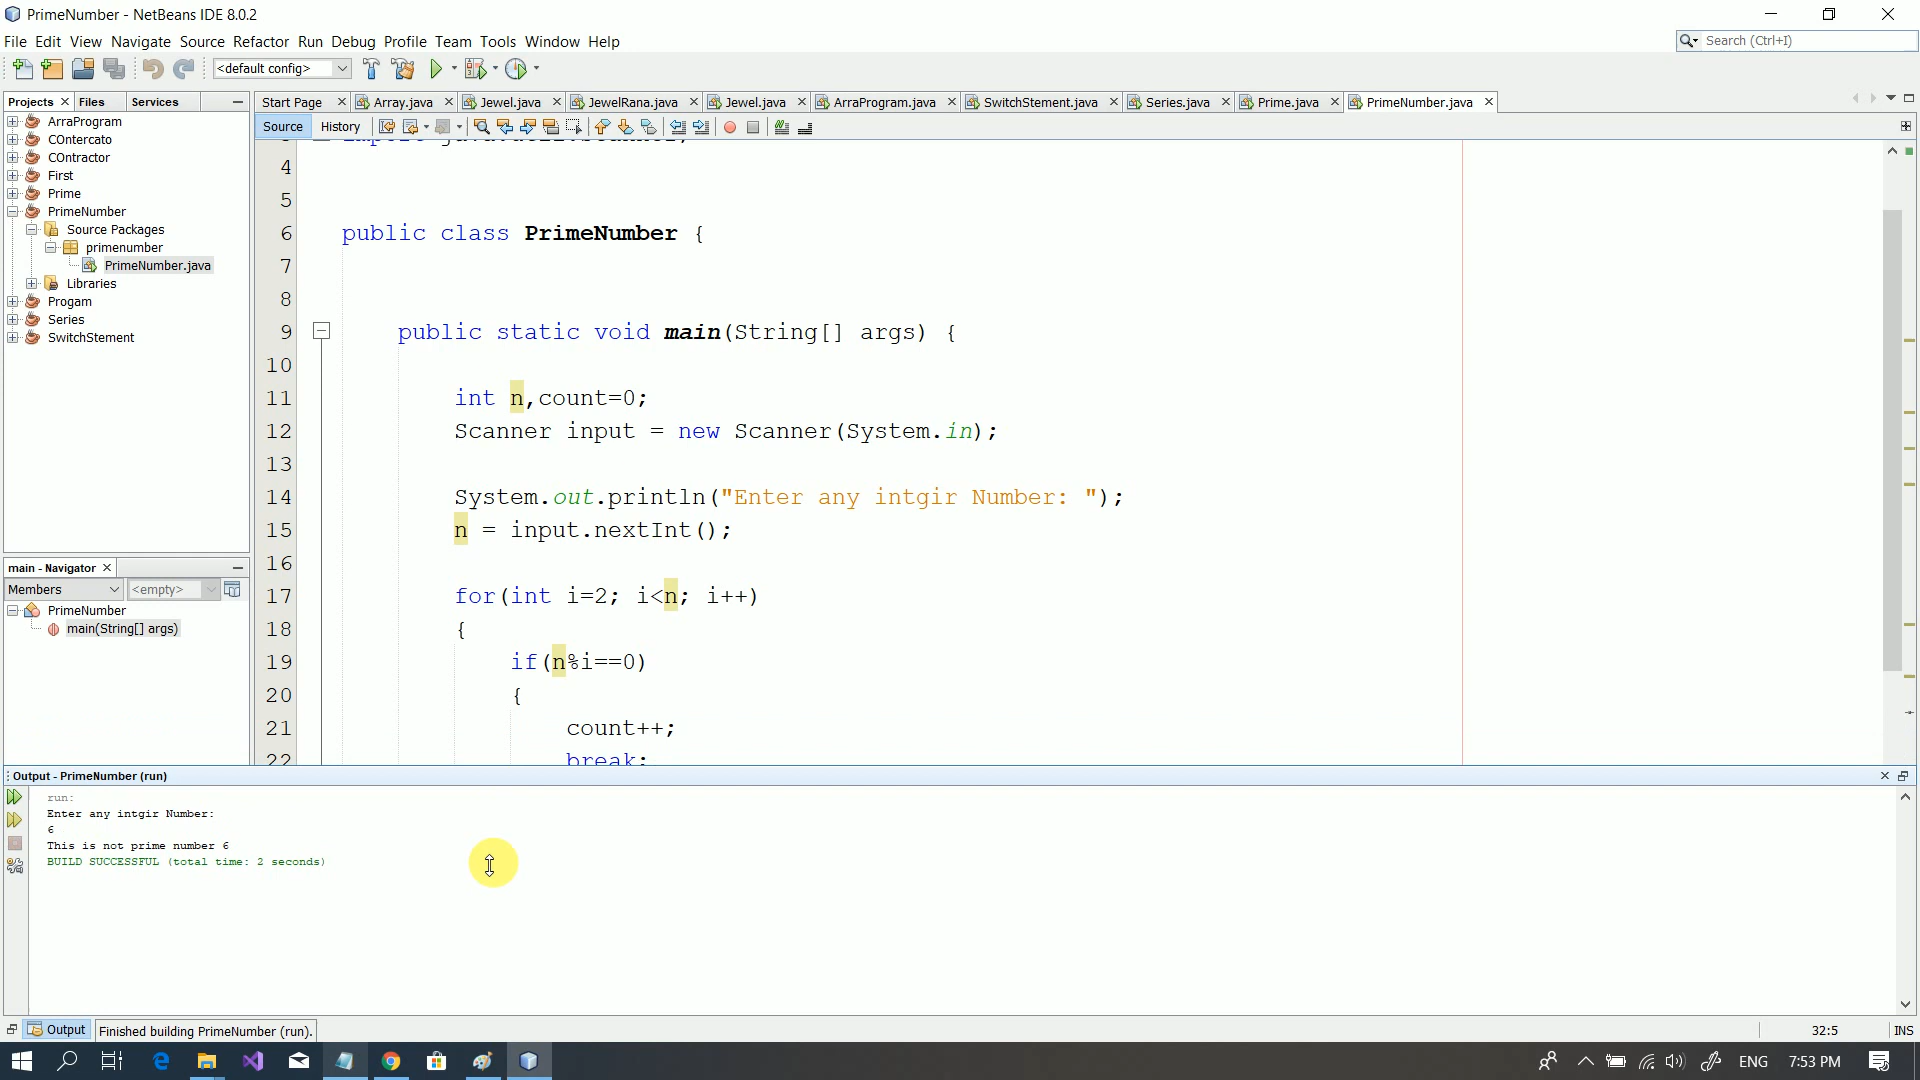 PrimeNumber - NetBeans IDE 8.0.2
File Edit View Navigate Source Refactor Run Debug Profile Team Tools Window Help
Search (Ctrl+I)
<default config>
Projects Files Services
Start Page Array.java Jewel.java JewelRana.java Jewel.java ArraProgram.java SwitchStement.java Series.java Prime.java PrimeNumber.java
Source History
ArraProgram
COntercato
COntractor
First
Prime
PrimeNumber
Source Packages
primenumber
PrimeNumber.java
Libraries
Progam
Series
SwitchStement
main - Navigator
Members <empty>
PrimeNumber
main(String[] args)
4
5
6 public class PrimeNumber {
7
8
9 public static void main(String[] args) {
10
11 int n,count=0;
12 Scanner input = new Scanner(System.in);
13
14 System.out.println("Enter any intgir Number: ");
15 n = input.nextInt();
16
17 for(int i=2; i<n; i++)
18 {
19 if(n%i==0)
20 {
21 count++;
22 break;
Output - PrimeNumber (run)
run:
Enter any intgir Number:
6
This is not prime number 6
BUILD SUCCESSFUL (total time: 2 seconds)
Output Finished building PrimeNumber (run).
32:5 INS
ENG 7:53 PM